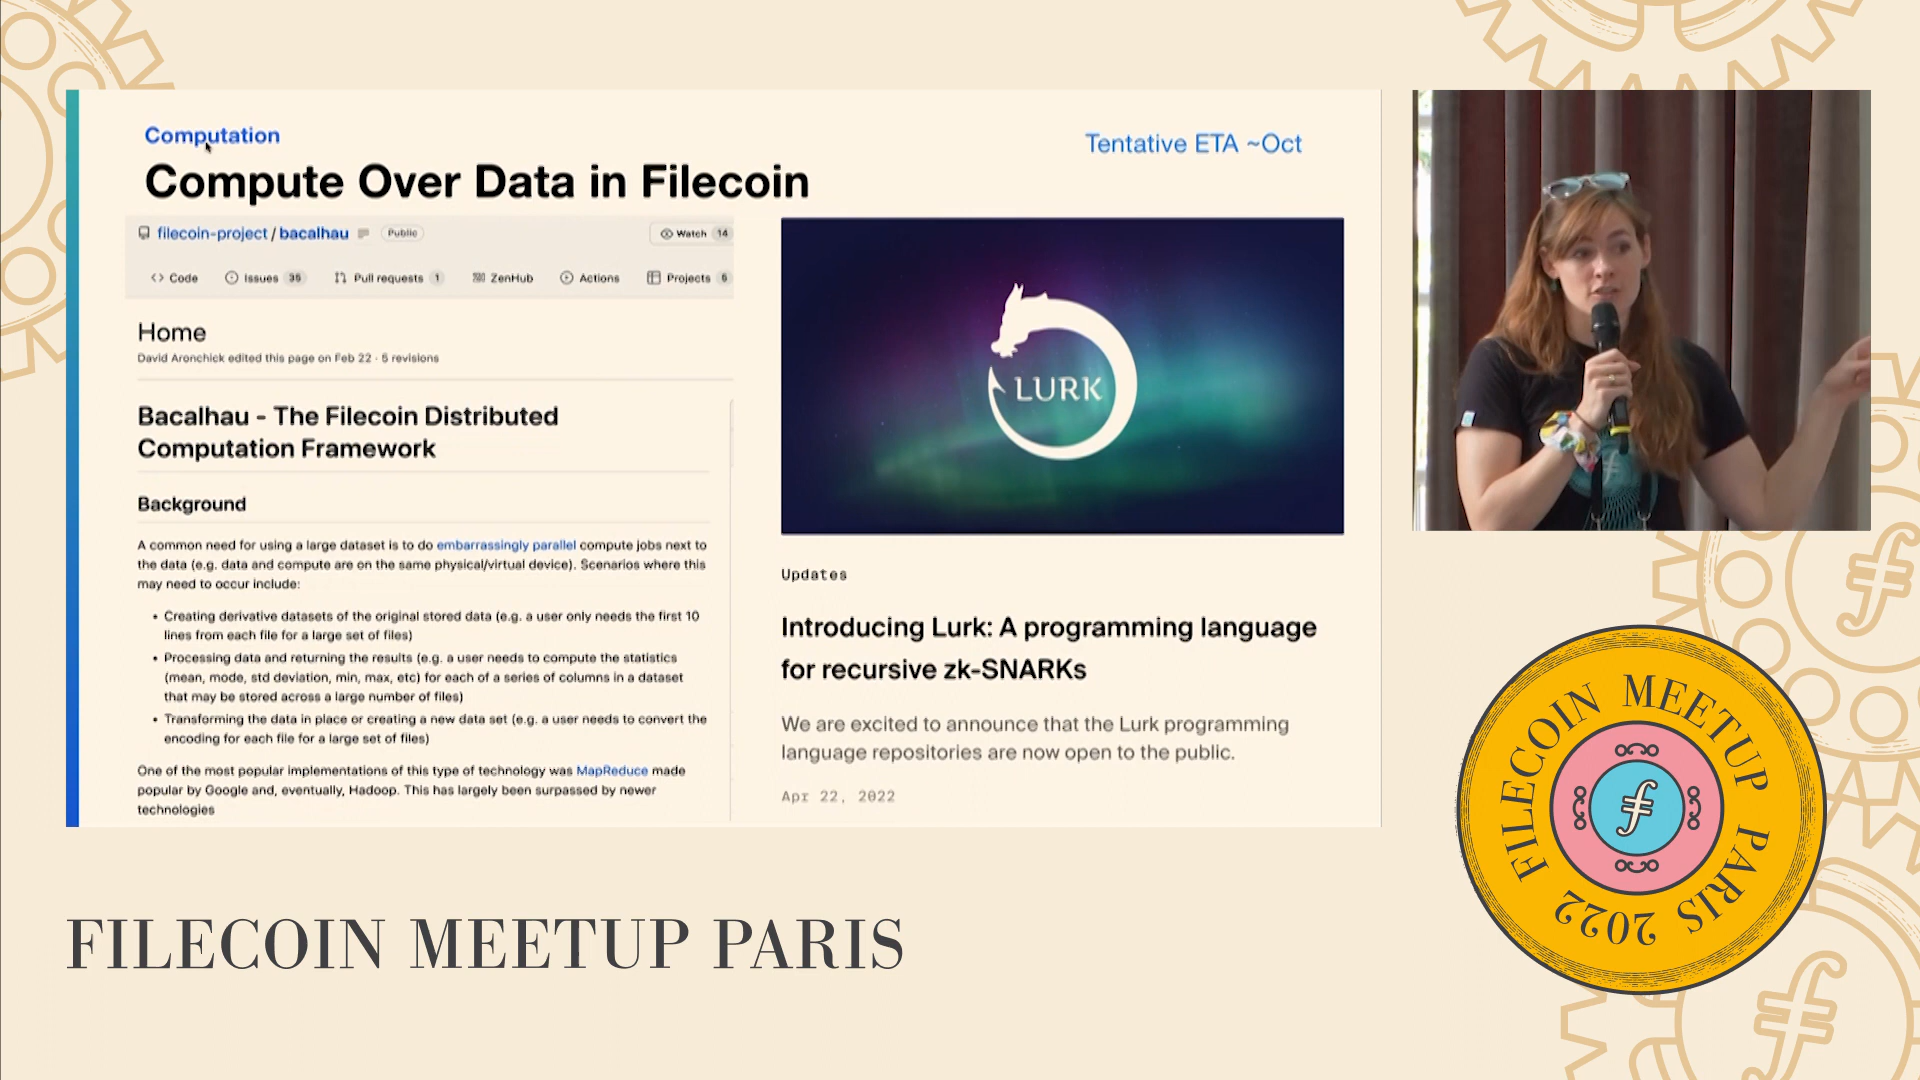 Computation
Compute Over Data in Filecoin
Tentative ETA ~Oct
filecoin-project / bacalhau Public
Watch 14
Code Issues 35 Pull requests 1 ZenHub Actions Projects 6
Home
David Aronchick edited this page on Feb 22 · 5 revisions
Bacalhau - The Filecoin Distributed
Computation Framework
Background
A common need for using a large dataset is to do embarrassingly parallel compute jobs next to
the data (e.g. data and compute are on the same physical/virtual device). Scenarios where this
may need to occur include:
• Creating derivative datasets of the original stored data (e.g. a user only needs the first 10
lines from each file for a large set of files)
• Processing data and returning the results (e.g. a user needs to compute the statistics
(mean, mode, std deviation, min, max, etc) for each of a series of columns in a dataset
that may be stored across a large number of files)
• Transforming the data in place or creating a new data set (e.g. a user needs to convert the
encoding for each file for a large set of files)
One of the most popular implementations of this type of technology was MapReduce made
popular by Google and, eventually, Hadoop. This has largely been surpassed by newer
technologies
LURK
Updates
Introducing Lurk: A programming language
for recursive zk-SNARKs
We are excited to announce that the Lurk programming
language repositories are now open to the public.
Apr 22, 2022
FILECOIN MEETUP PARIS 2022
FILECOIN MEETUP PARIS